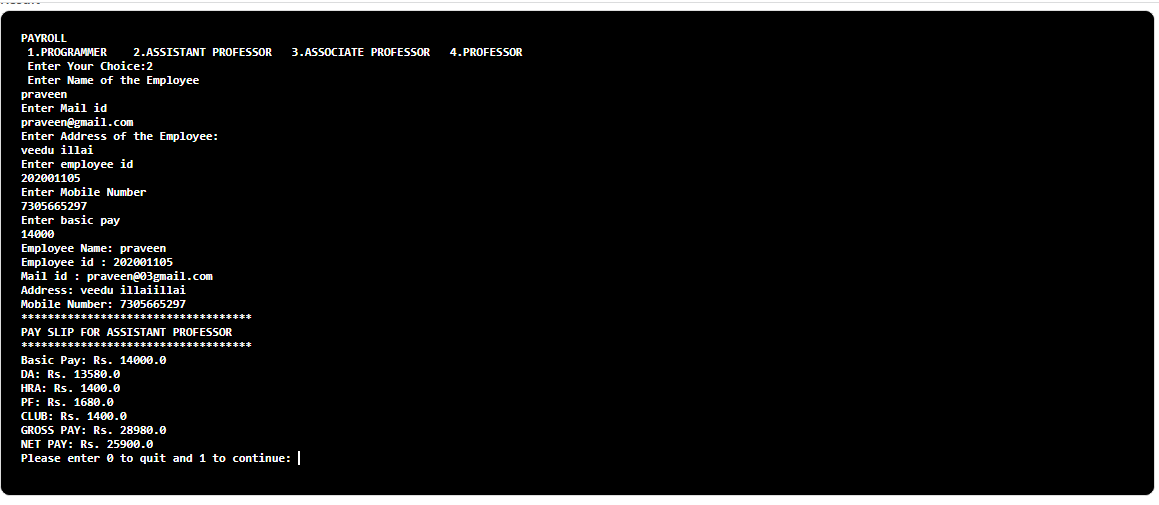 PAYROLL
1.PROGRAMMER 2.ASSISTANT PROFESSOR 3.ASSOCIATE PROFESSOR 4.PROFESSOR
Enter Your Choice:2
Enter Name of the Employee
praveen
Enter Mail id
praveen@gmail.com
Enter Address of the Employee:
veedu illai
Enter employee id
202001105
Enter Mobile Number
7305665297
Enter basic pay
14000
Employee Name: praveen
Employee id : 202001105
Mail id : praveen@03gmail.com
Address: veedu illaiillai
Mobile Number: 7305665297
***********************************
PAY SLIP FOR ASSISTANT PROFESSOR
***********************************
Basic Pay: Rs. 14000.0
DA: Rs. 13580.0
HRA: Rs. 1400.0
PF: Rs. 1680.0
CLUB: Rs. 1400.0
GROSS PAY: Rs. 28980.0
NET PAY: Rs. 25900.0
Please enter 0 to quit and 1 to continue: